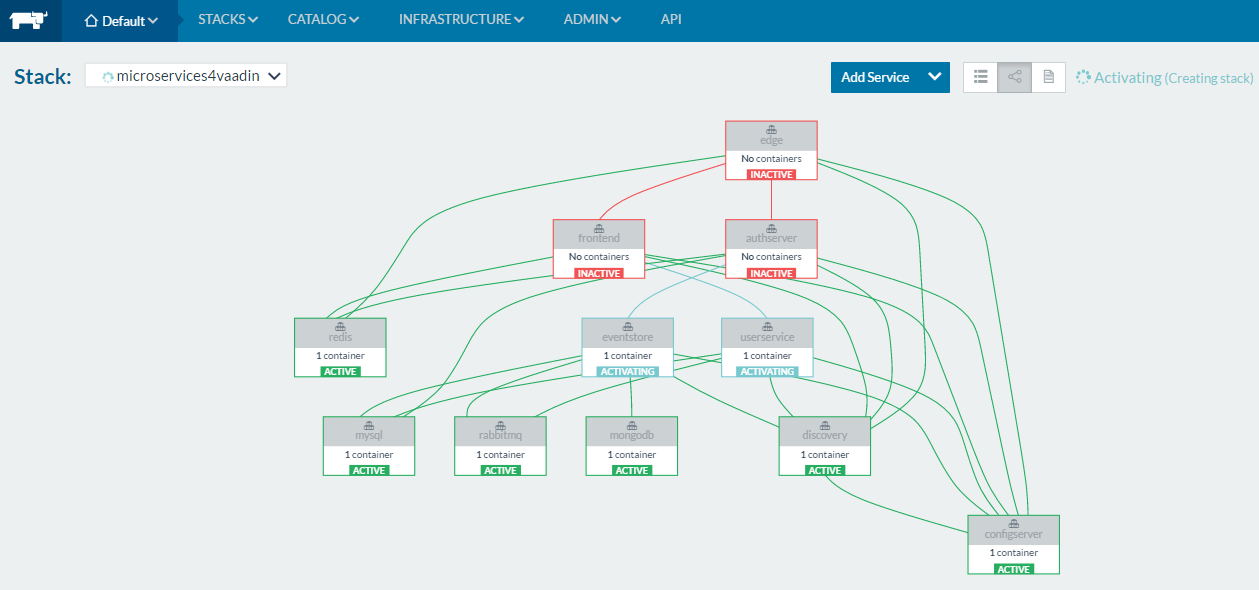 Default STACKS CATALOG INFRASTRUCTURE ADMIN API
Stack: microservices4vaadin Add Service Activating (Creating stack)
edge
No containers
INACTIVE
frontend authserver
No containers No containers
INACTIVE INACTIVE
redis eventstore userservice
1 container 1 container 1 container
ACTIVE ACTIVATING ACTIVATING
mysql rabbitmq mongodb discovery
1 container 1 container 1 container 1 container
ACTIVE ACTIVE ACTIVE ACTIVE
configserver
1 container
ACTIVE